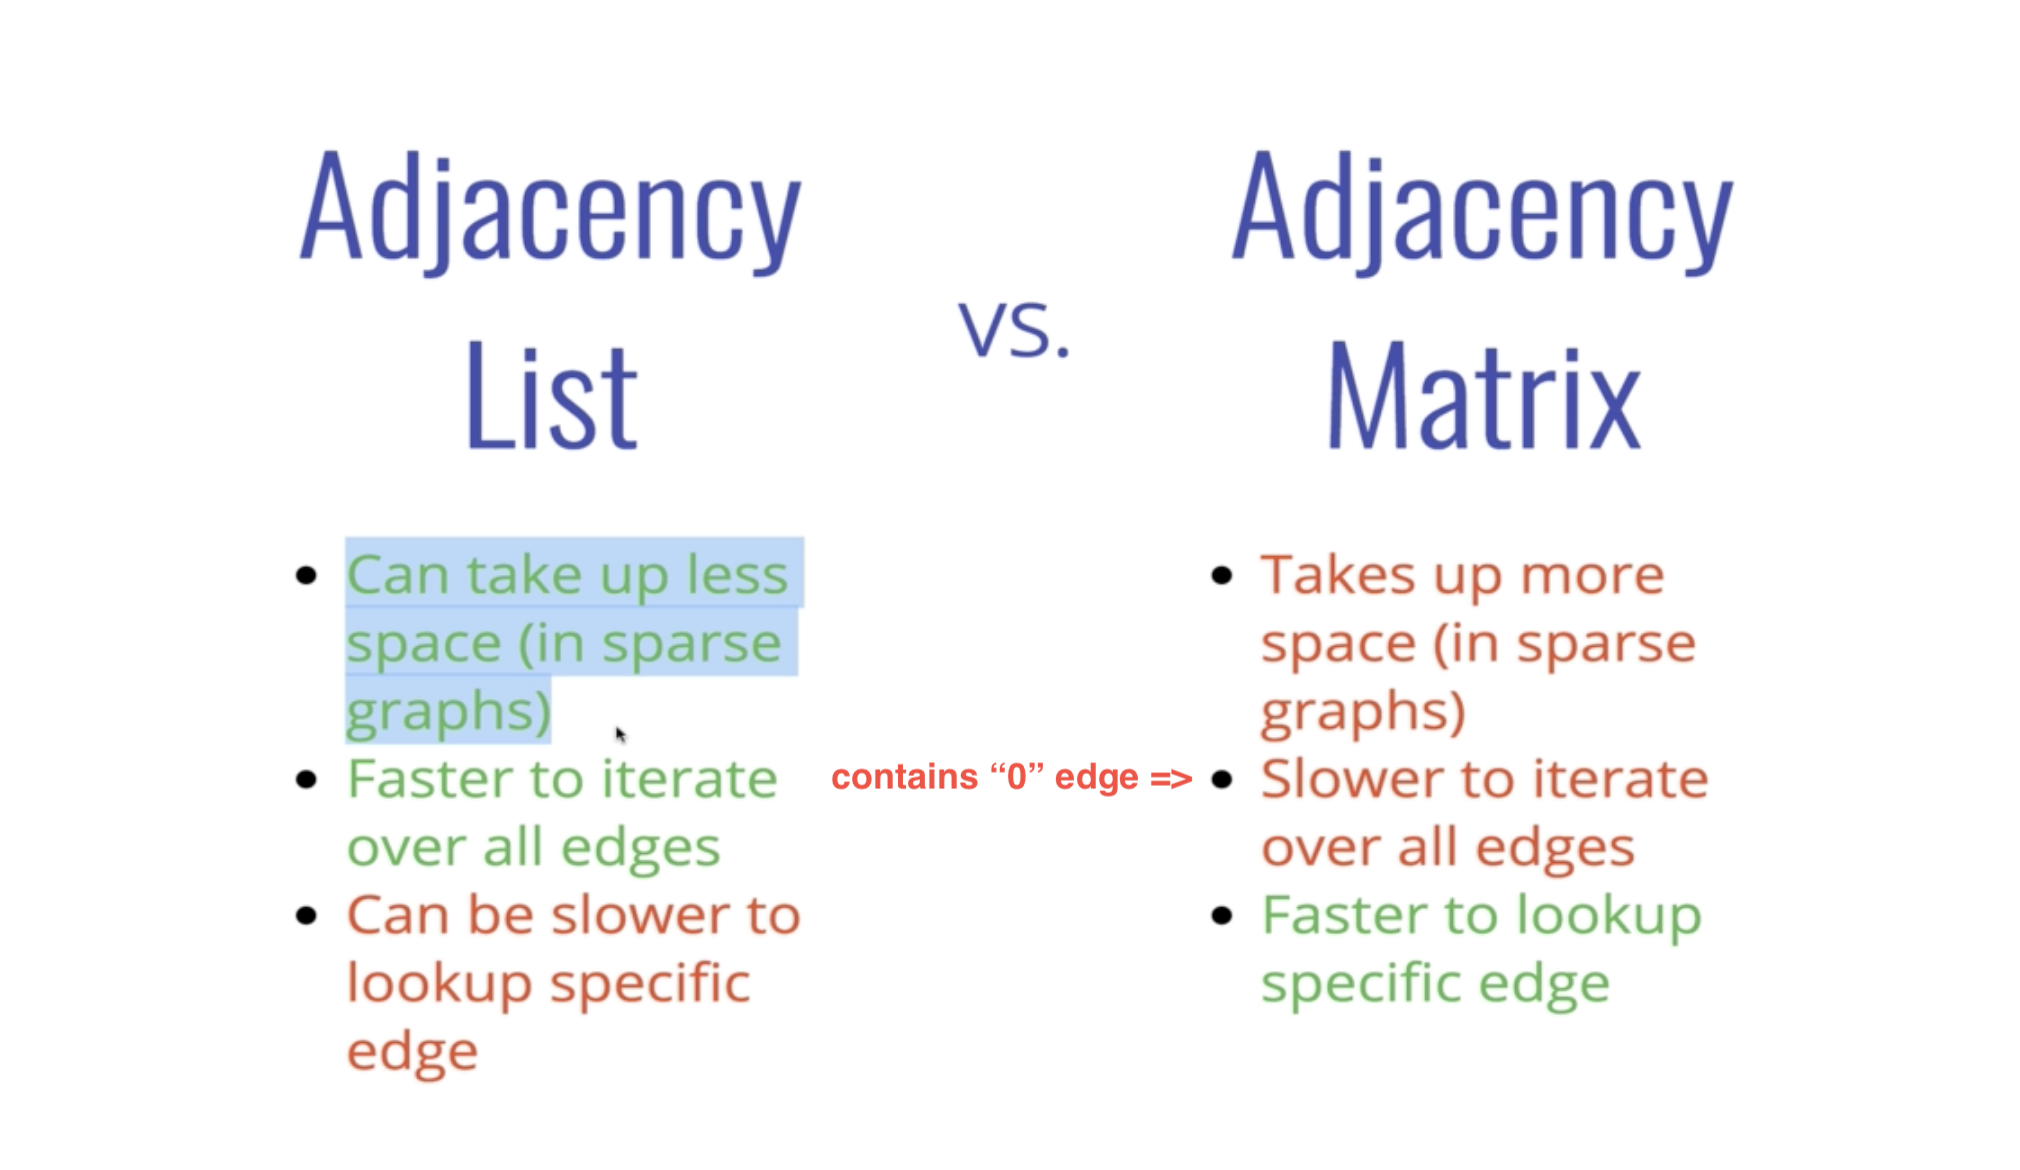 Adjacency
List
vs.
Adjacency
Matrix
• Can take up less
space (in sparse
graphs)
• Faster to iterate
over all edges
• Can be slower to
lookup specific
edge
contains “0” edge =>
• Takes up more
space (in sparse
graphs)
• Slower to iterate
over all edges
• Faster to lookup
specific edge